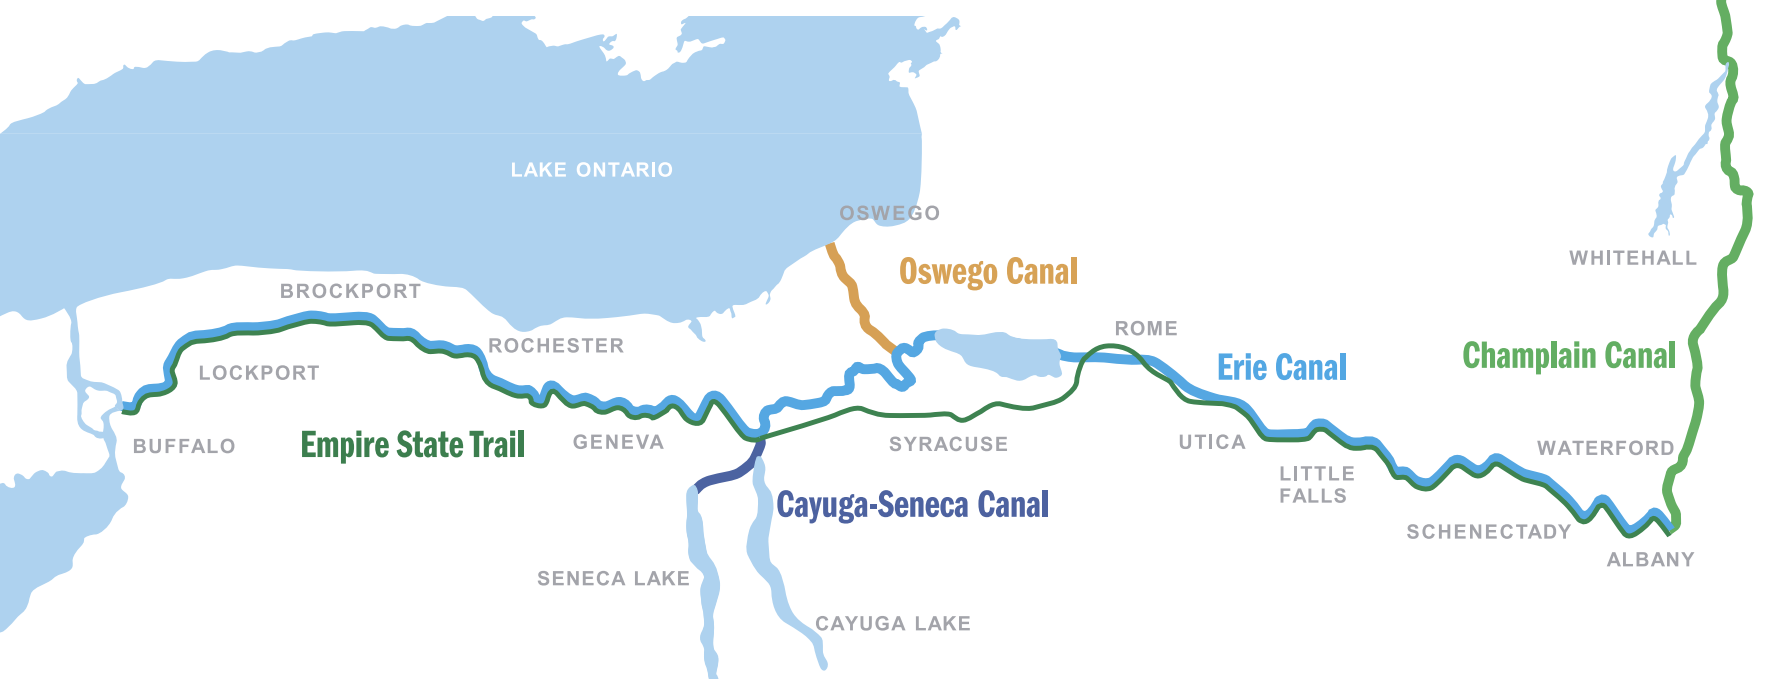 LAKE ONTARIO
OSWEGO
WHITEHALL
Oswego Canal
BROCKPORT
ROME
ROCHESTER
Champlain Canal
Erie Canal
LOCKPORT
BUFFALO
Empire State Trail
GENEVA
SYRACUSE
UTICA
WATERFORD
LITTLE
FALLS
Cayuga-Seneca Canal
SCHENECTADY
ALBANY
SENECA LAKE
CAYUGA LAKE